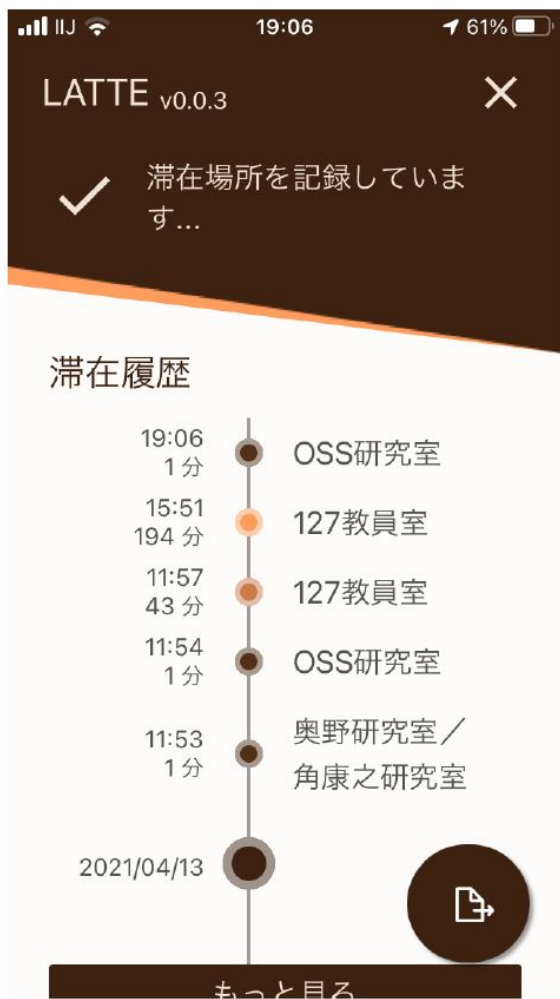 IIJ 19:06 61%
LATTE v0.0.3
滞在場所を記録していま
す...
滞在履歴
19:06
1 分
OSS研究室
15:51
194 分
127教員室
11:57
43 分
127教員室
11:54
1 分
OSS研究室
11:53
1 分
奥野研究室／
角康之研究室
2021/04/13
もっと見る